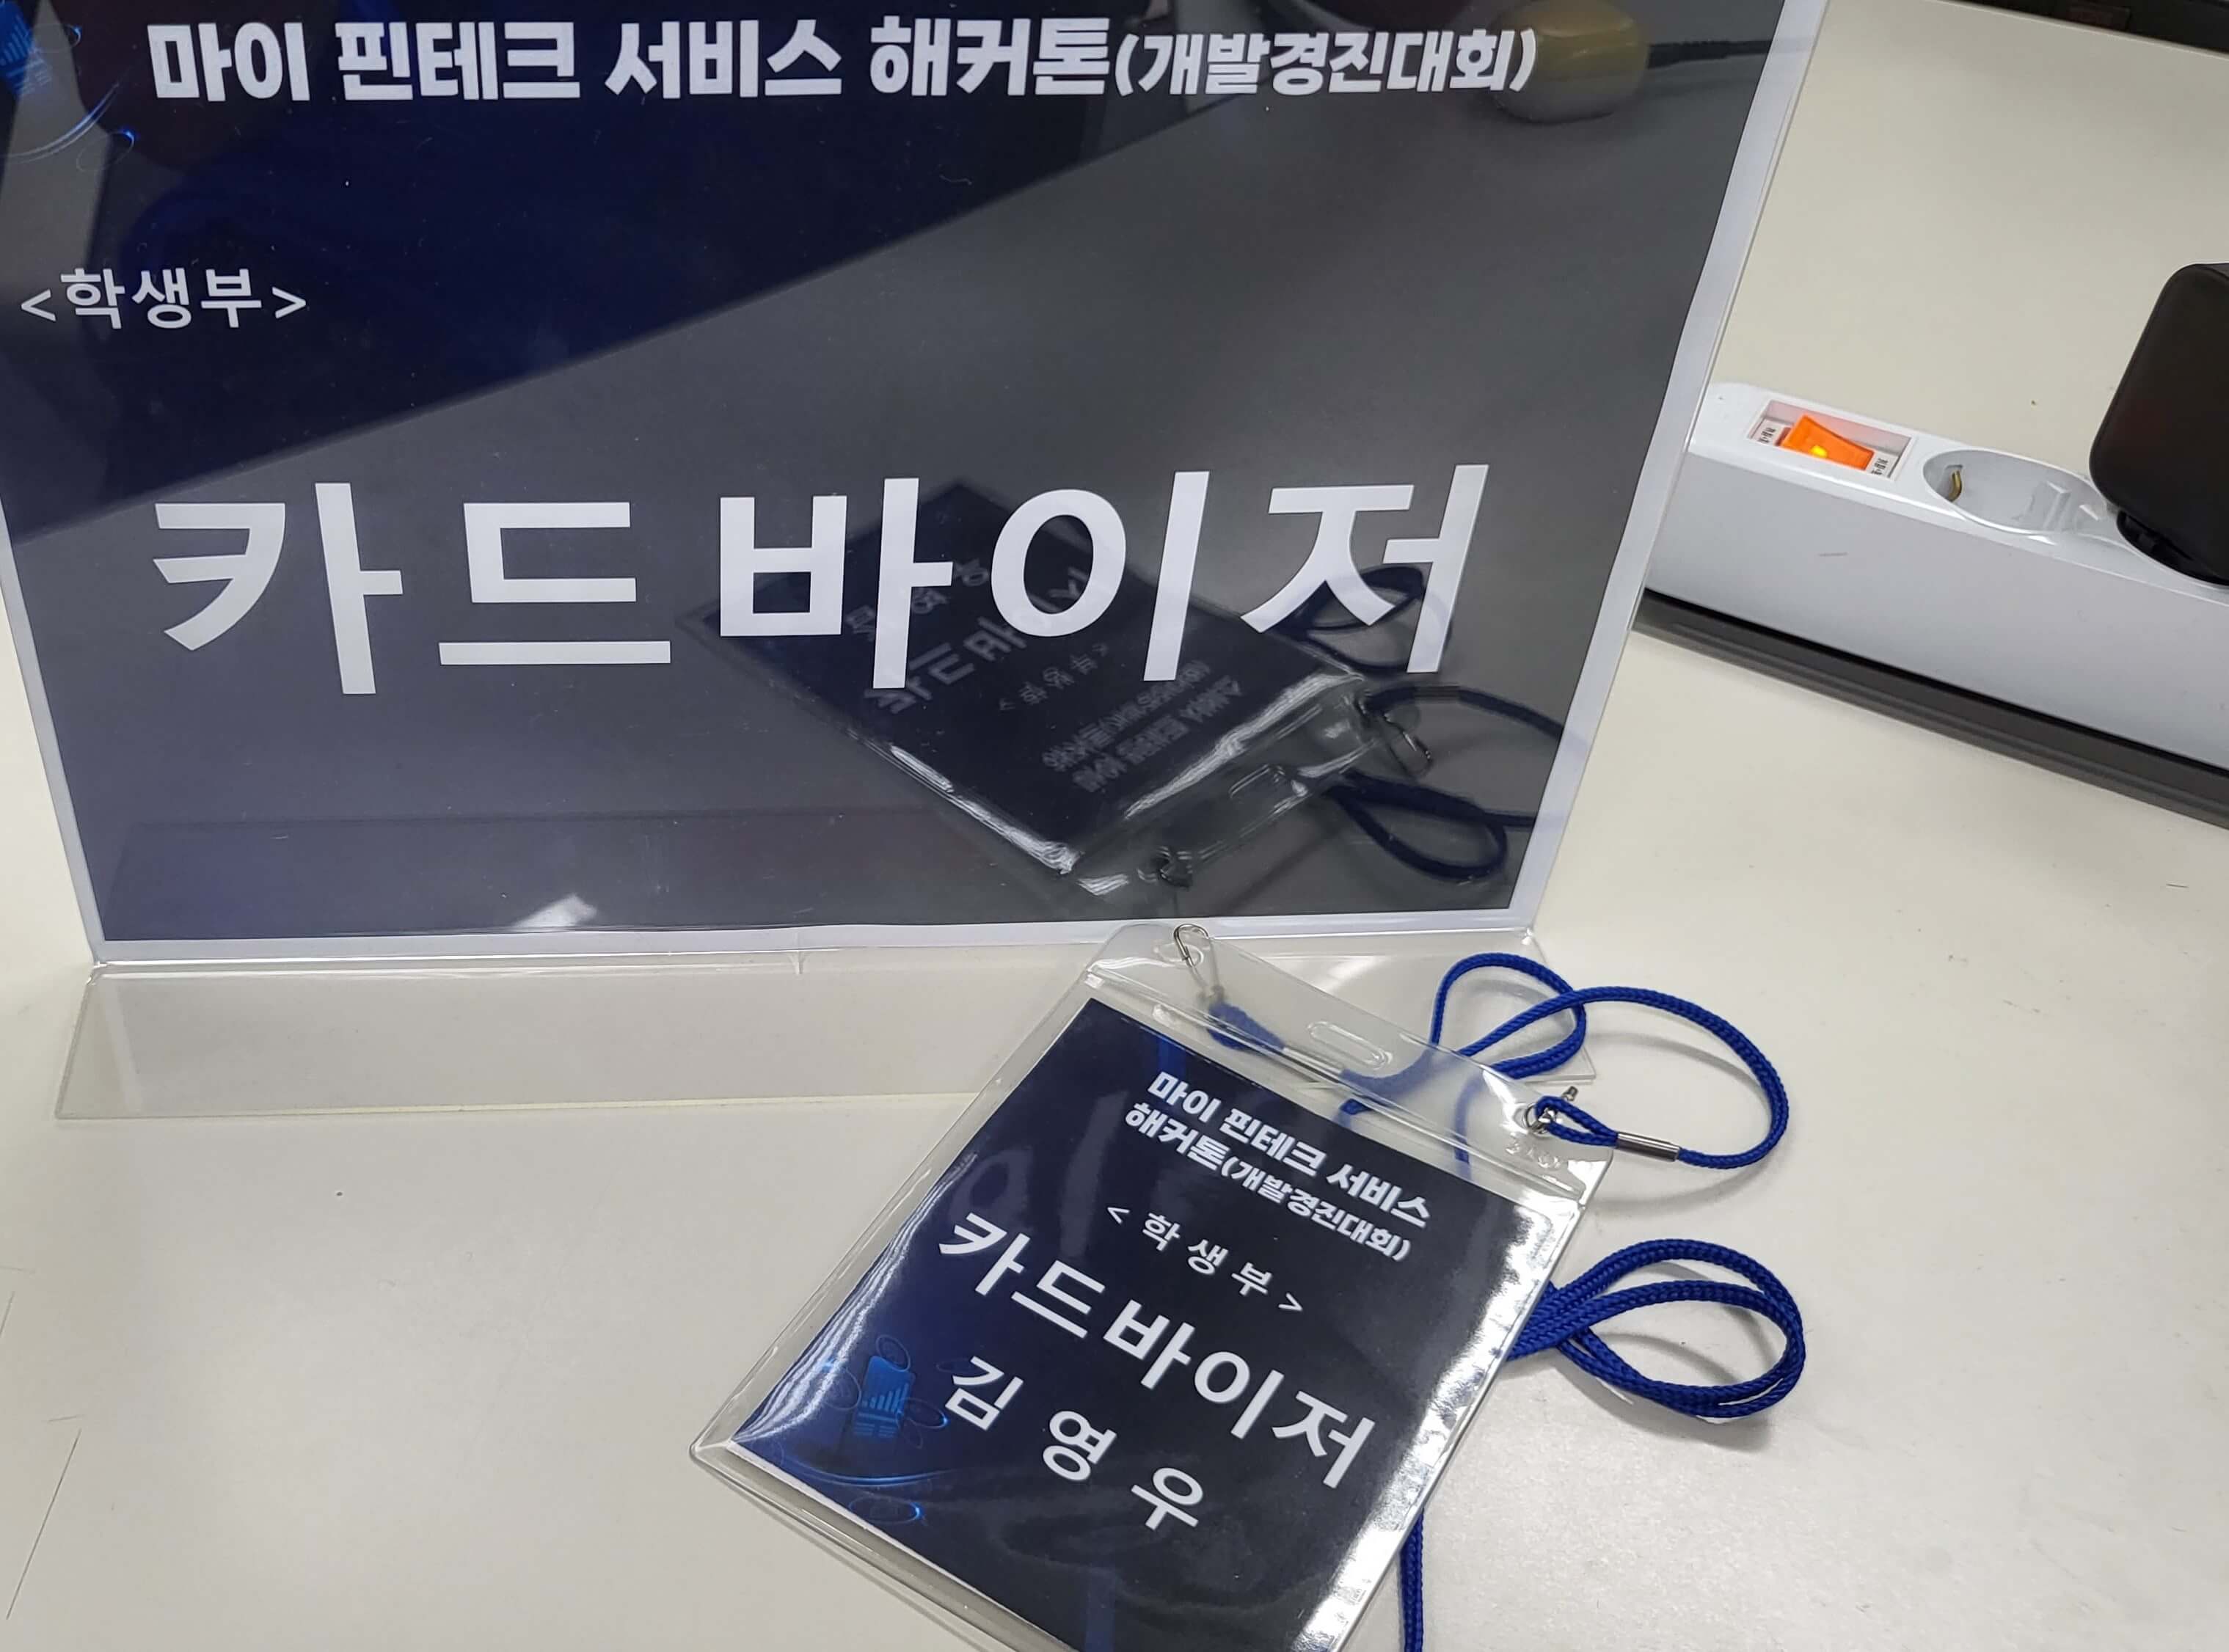 마이 핀테크 서비스 해커톤(개발경진대회)
<학생부>
카드바이저
마이 핀테크 서비스
해커톤(개발경진대회)
< 학 생 부 >
카드바이저
김 영 우